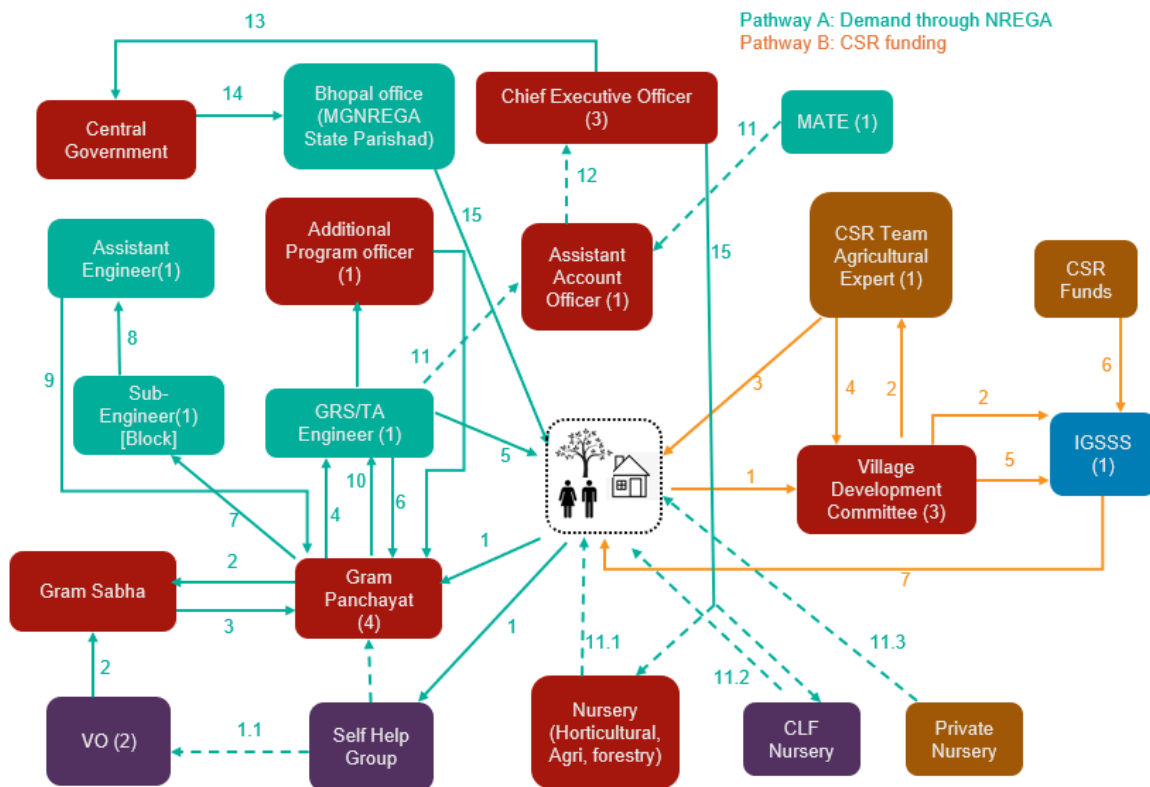 Pathway A: Demand through NREGA
Pathway B: CSR funding
13
14
Central
Government
Bhopal office
(MGNREGA
State Parishad)
Chief Executive Officer
(3)
MATE (1)
11
12
15
15
Assistant
Engineer(1)
Additional
Program officer
(1)
Assistant
Account
Officer (1)
CSR Team
Agricultural
Expert (1)
CSR
Funds
8
9
11
3
4
2
6
2
Sub-
Engineer(1)
[Block]
GRS/TA
Engineer (1)
5
Village
Development
Committee (3)
IGSSS
(1)
1
5
7
4
10
6
2
3
1
7
Gram Sabha
Gram
Panchayat
(4)
1
11.1
11.2
11.3
2
1.1
VO (2)
Self Help
Group
Nursery
(Horticultural,
Agri, forestry)
CLF
Nursery
Private
Nursery